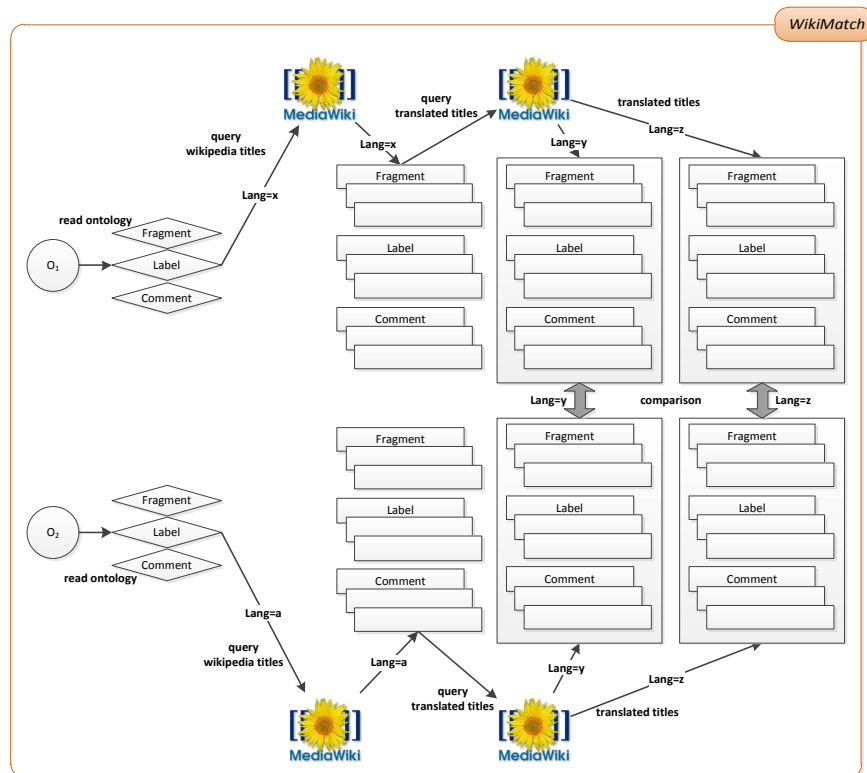 WikiMatch
[[ ]]
MediaWiki
[[ ]]
MediaWiki
query
wikipedia titles
Lang=x
Lang=x
query
translated titles
Lang=y
translated titles
Lang=z
read ontology
O1
Fragment
Label
Comment
Fragment
Label
Comment
Fragment
Label
Comment
Fragment
Label
Comment
Lang=y
comparison
Lang=z
O2
Fragment
Label
Comment
read ontology
Fragment
Label
Comment
Fragment
Label
Comment
Fragment
Label
Comment
Lang=a
query
wikipedia titles
Lang=a
query
translated titles
Lang=y
Lang=z
translated titles
[[ ]]
MediaWiki
[[ ]]
MediaWiki